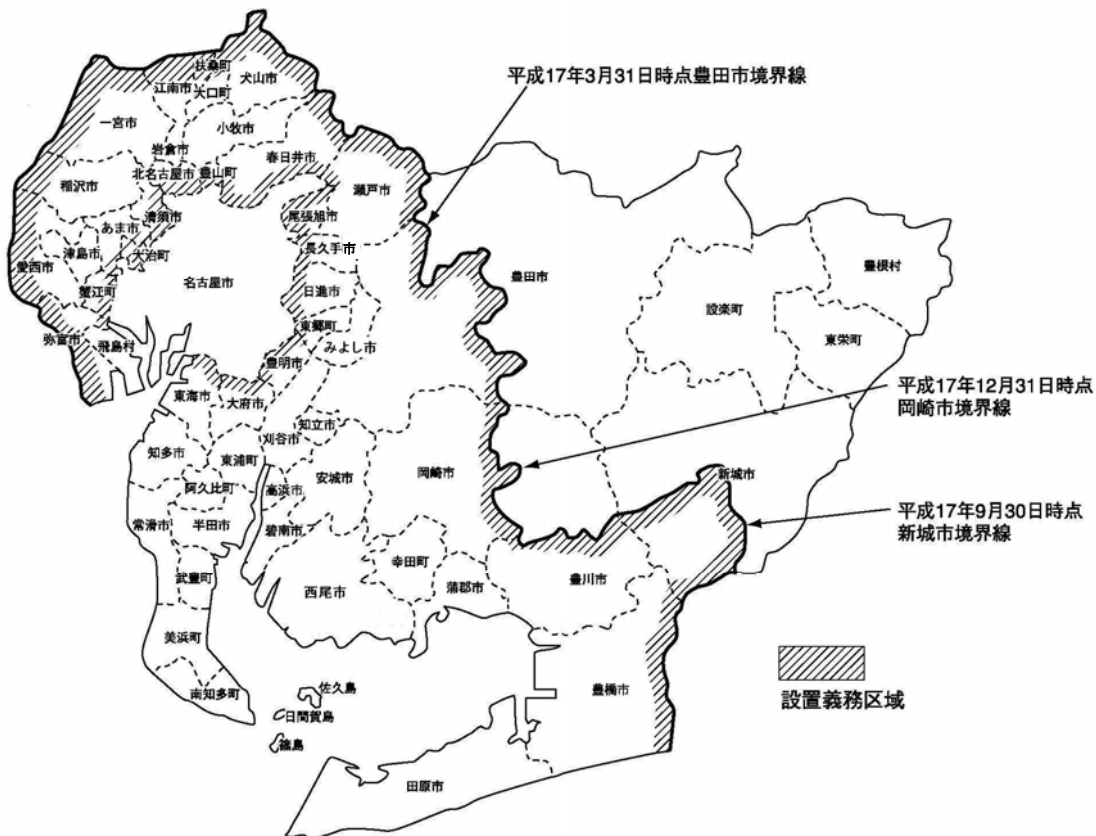 平成17年3月31日時点豊田市境界線
扶桑町
犬山市
江南市
大口町
一宮市
小牧市
岩倉市
春日井市
北名古屋市
豊山町
稲沢市
瀬戸市
清須市
尾張旭市
あま市
長久手市
津島市
大治町
愛西市
名古屋市
豊田市
豊根村
蟹江町
日進市
設楽町
東郷町
東栄町
弥富市
飛島村
みよし市
豊明市
平成17年12月31日時点
岡崎市境界線
東海市
大府市
知立市
刈谷市
知多市
東浦町
安城市
岡崎市
新城市
阿久比町
高浜市
平成17年9月30日時点
新城市境界線
常滑市
半田市
碧南市
幸田町
豊川市
武豊町
西尾市
蒲郡市
美浜町
南知多町
佐久島
豊橋市
設置義務区域
日間賀島
篠島
田原市